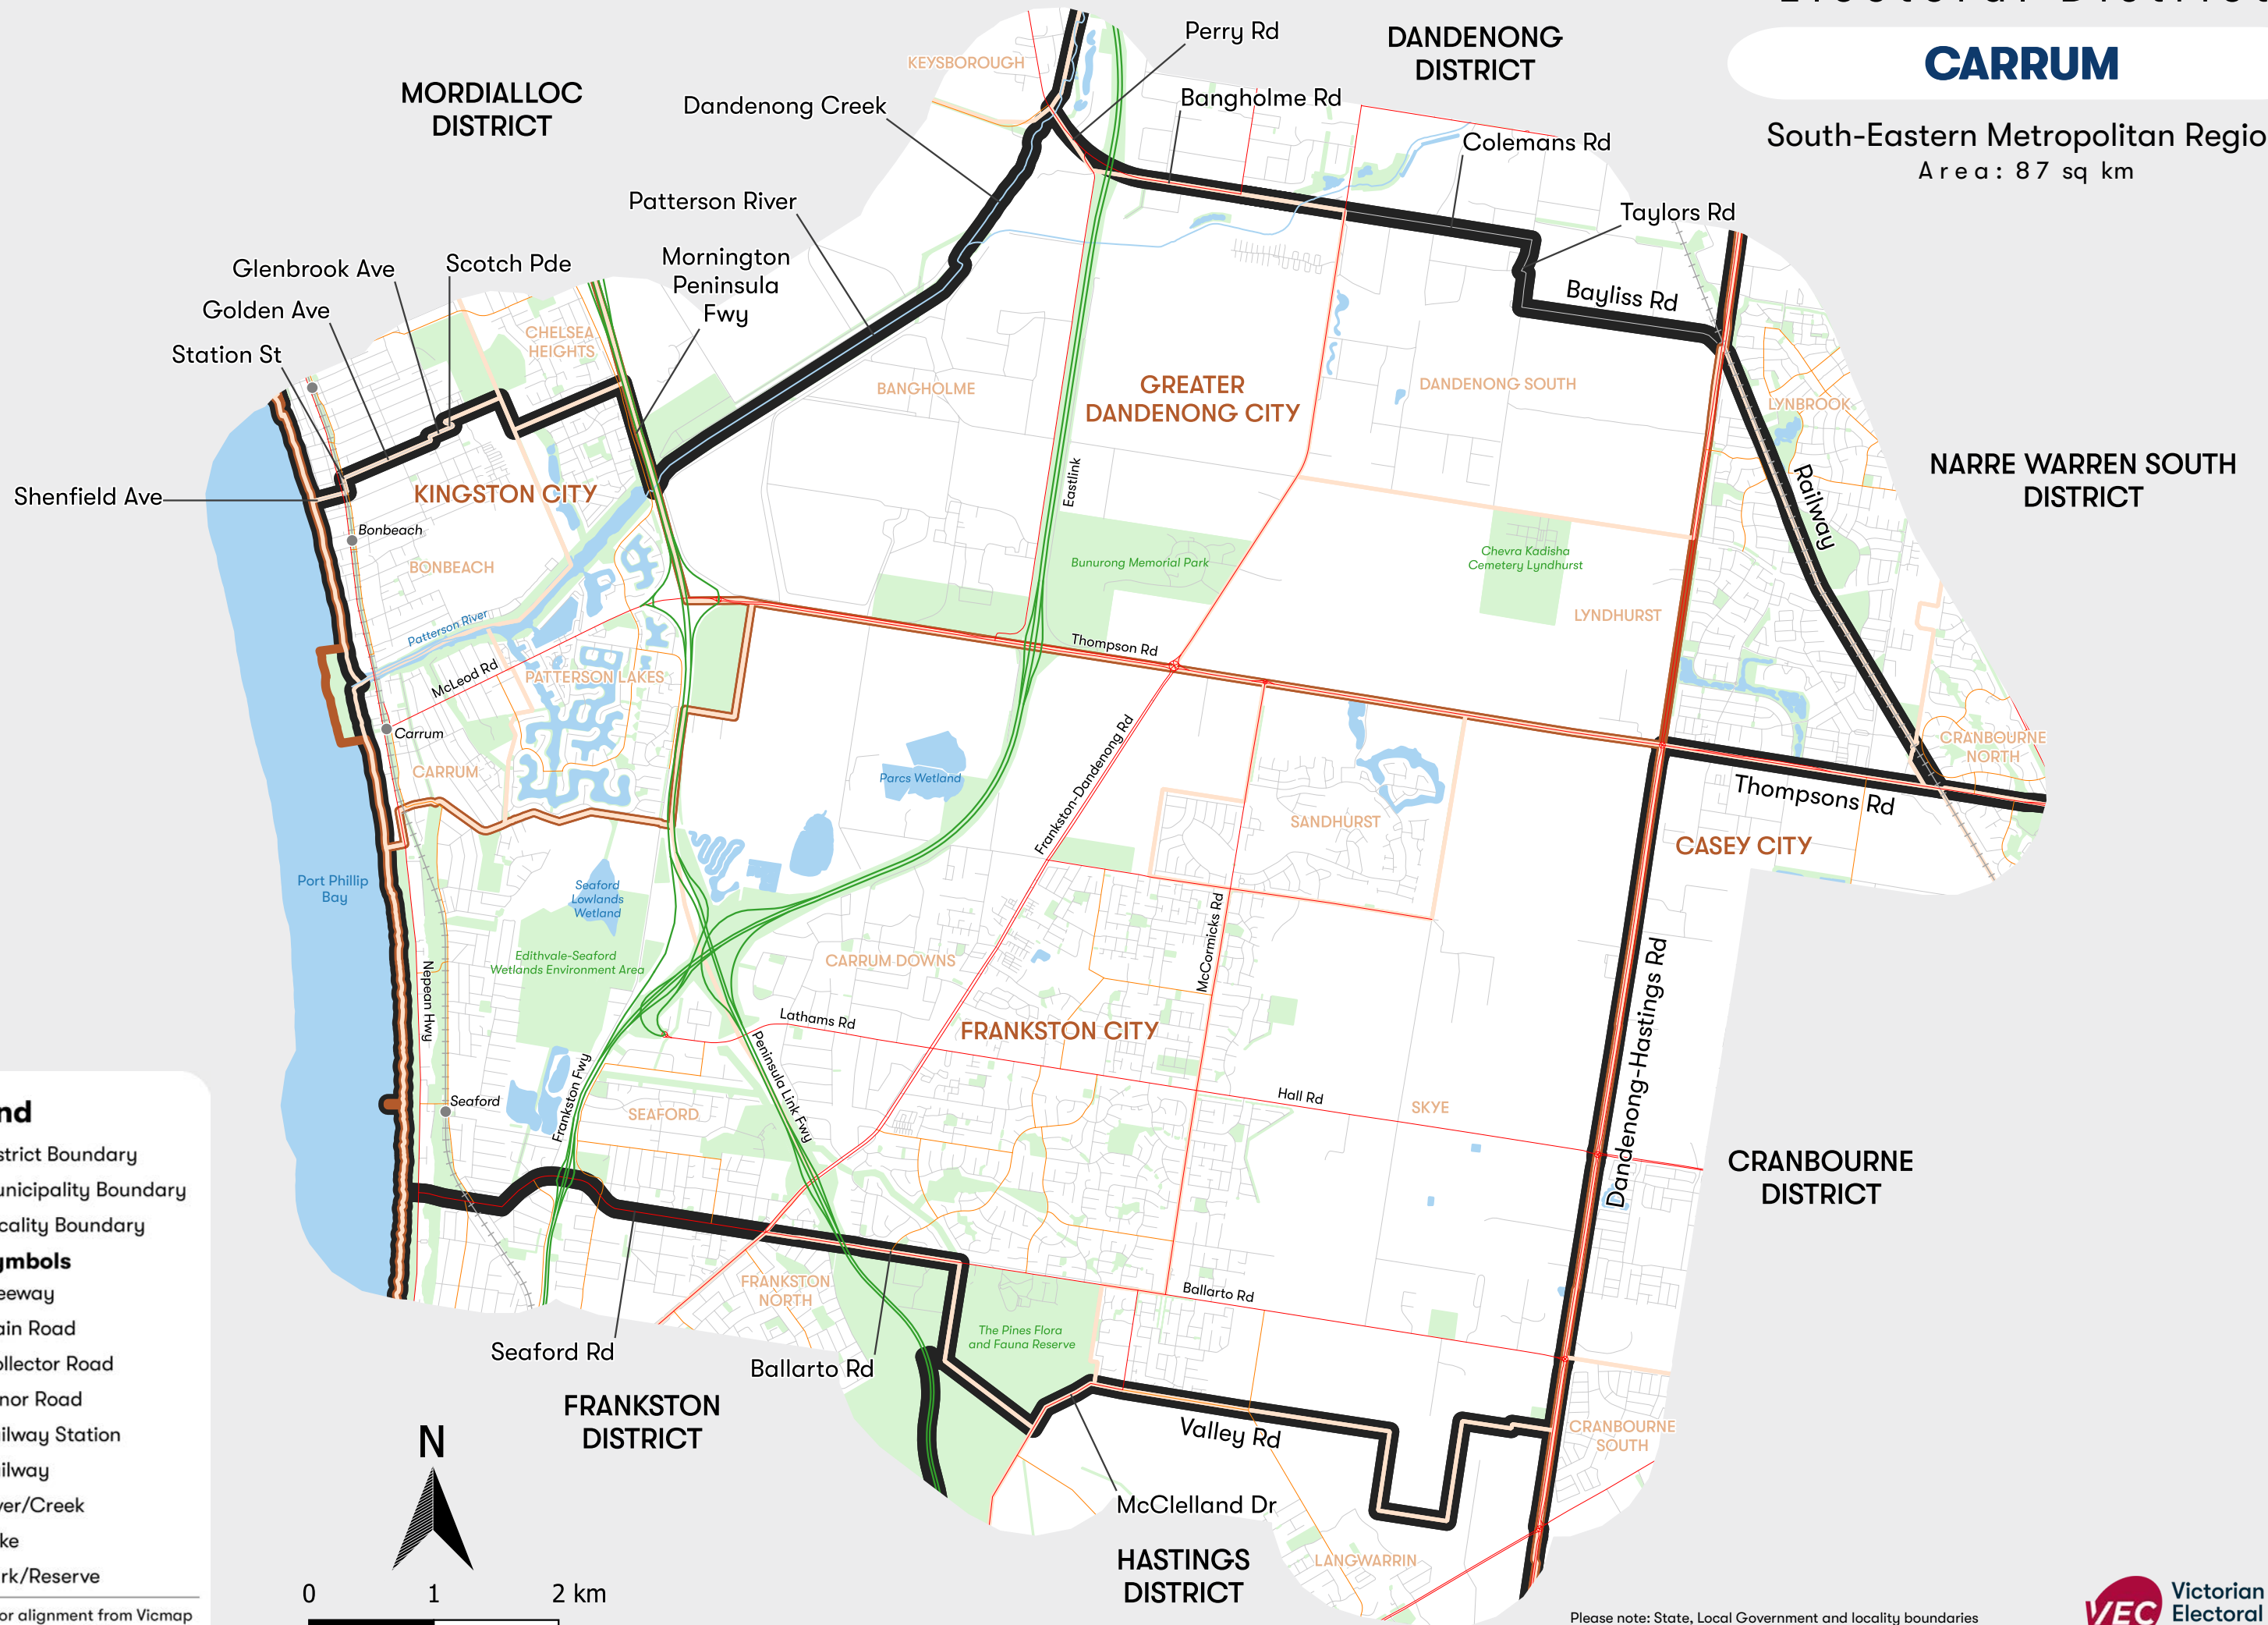 CARRUM
South-Eastern Metropolitan Regio
Area: 87 sq km
MORDIALLOC
DISTRICT
DANDENONG
DISTRICT
NARRE WARREN SOUTH
DISTRICT
CRANBOURNE
DISTRICT
FRANKSTON
DISTRICT
HASTINGS
DISTRICT
Perry Rd
Bangholme Rd
Colemans Rd
Taylors Rd
Bayliss Rd
Dandenong Creek
Patterson River
Mornington
Peninsula
Fwy
Scotch Pde
Glenbrook Ave
Golden Ave
Station St
Shenfield Ave
KEYSBOROUGH
CHELSEA
HEIGHTS
BANGHOLME
GREATER
DANDENONG CITY
DANDENONG SOUTH
LYNBROOK
Railway
KINGSTON CITY
Bonbeach
BONBEACH
Eastlink
Bunurong Memorial Park
Chevra Kadisha
Cemetery Lyndhurst
LYNDHURST
Patterson River
McLeod Rd
PATTERSON LAKES
Thompson Rd
Carrum
CARRUM
Parcs Wetland
Frankston-Dandenong Rd
SANDHURST
CRANBOURNE
NORTH
Thompsons Rd
CASEY CITY
Port Phillip
Bay
Seaford
Lowlands
Wetland
Edithvale-Seaford
Wetlands Environment Area
Nepean Hwy
CARRUM DOWNS
McCormicks Rd
Dandenong-Hastings Rd
Lathams Rd
FRANKSTON CITY
Peninsula Link Fwy
Frankston Fwy
Seaford
SEAFORD
Hall Rd
SKYE
FRANKSTON
NORTH
Ballarto Rd
The Pines Flora
and Fauna Reserve
Seaford Rd
Ballarto Rd
Valley Rd
McClelland Dr
CRANBOURNE
SOUTH
LANGWARRIN
nd
strict Boundary
unicipality Boundary
cality Boundary
ymbols
eeway
ain Road
ollector Road
nor Road
ilway Station
ilway
ver/Creek
ke
rk/Reserve
or alignment from Vicmap
N
0 1 2 km
Please note: State, Local Government and locality boundaries
VEC
Victorian
Electoral